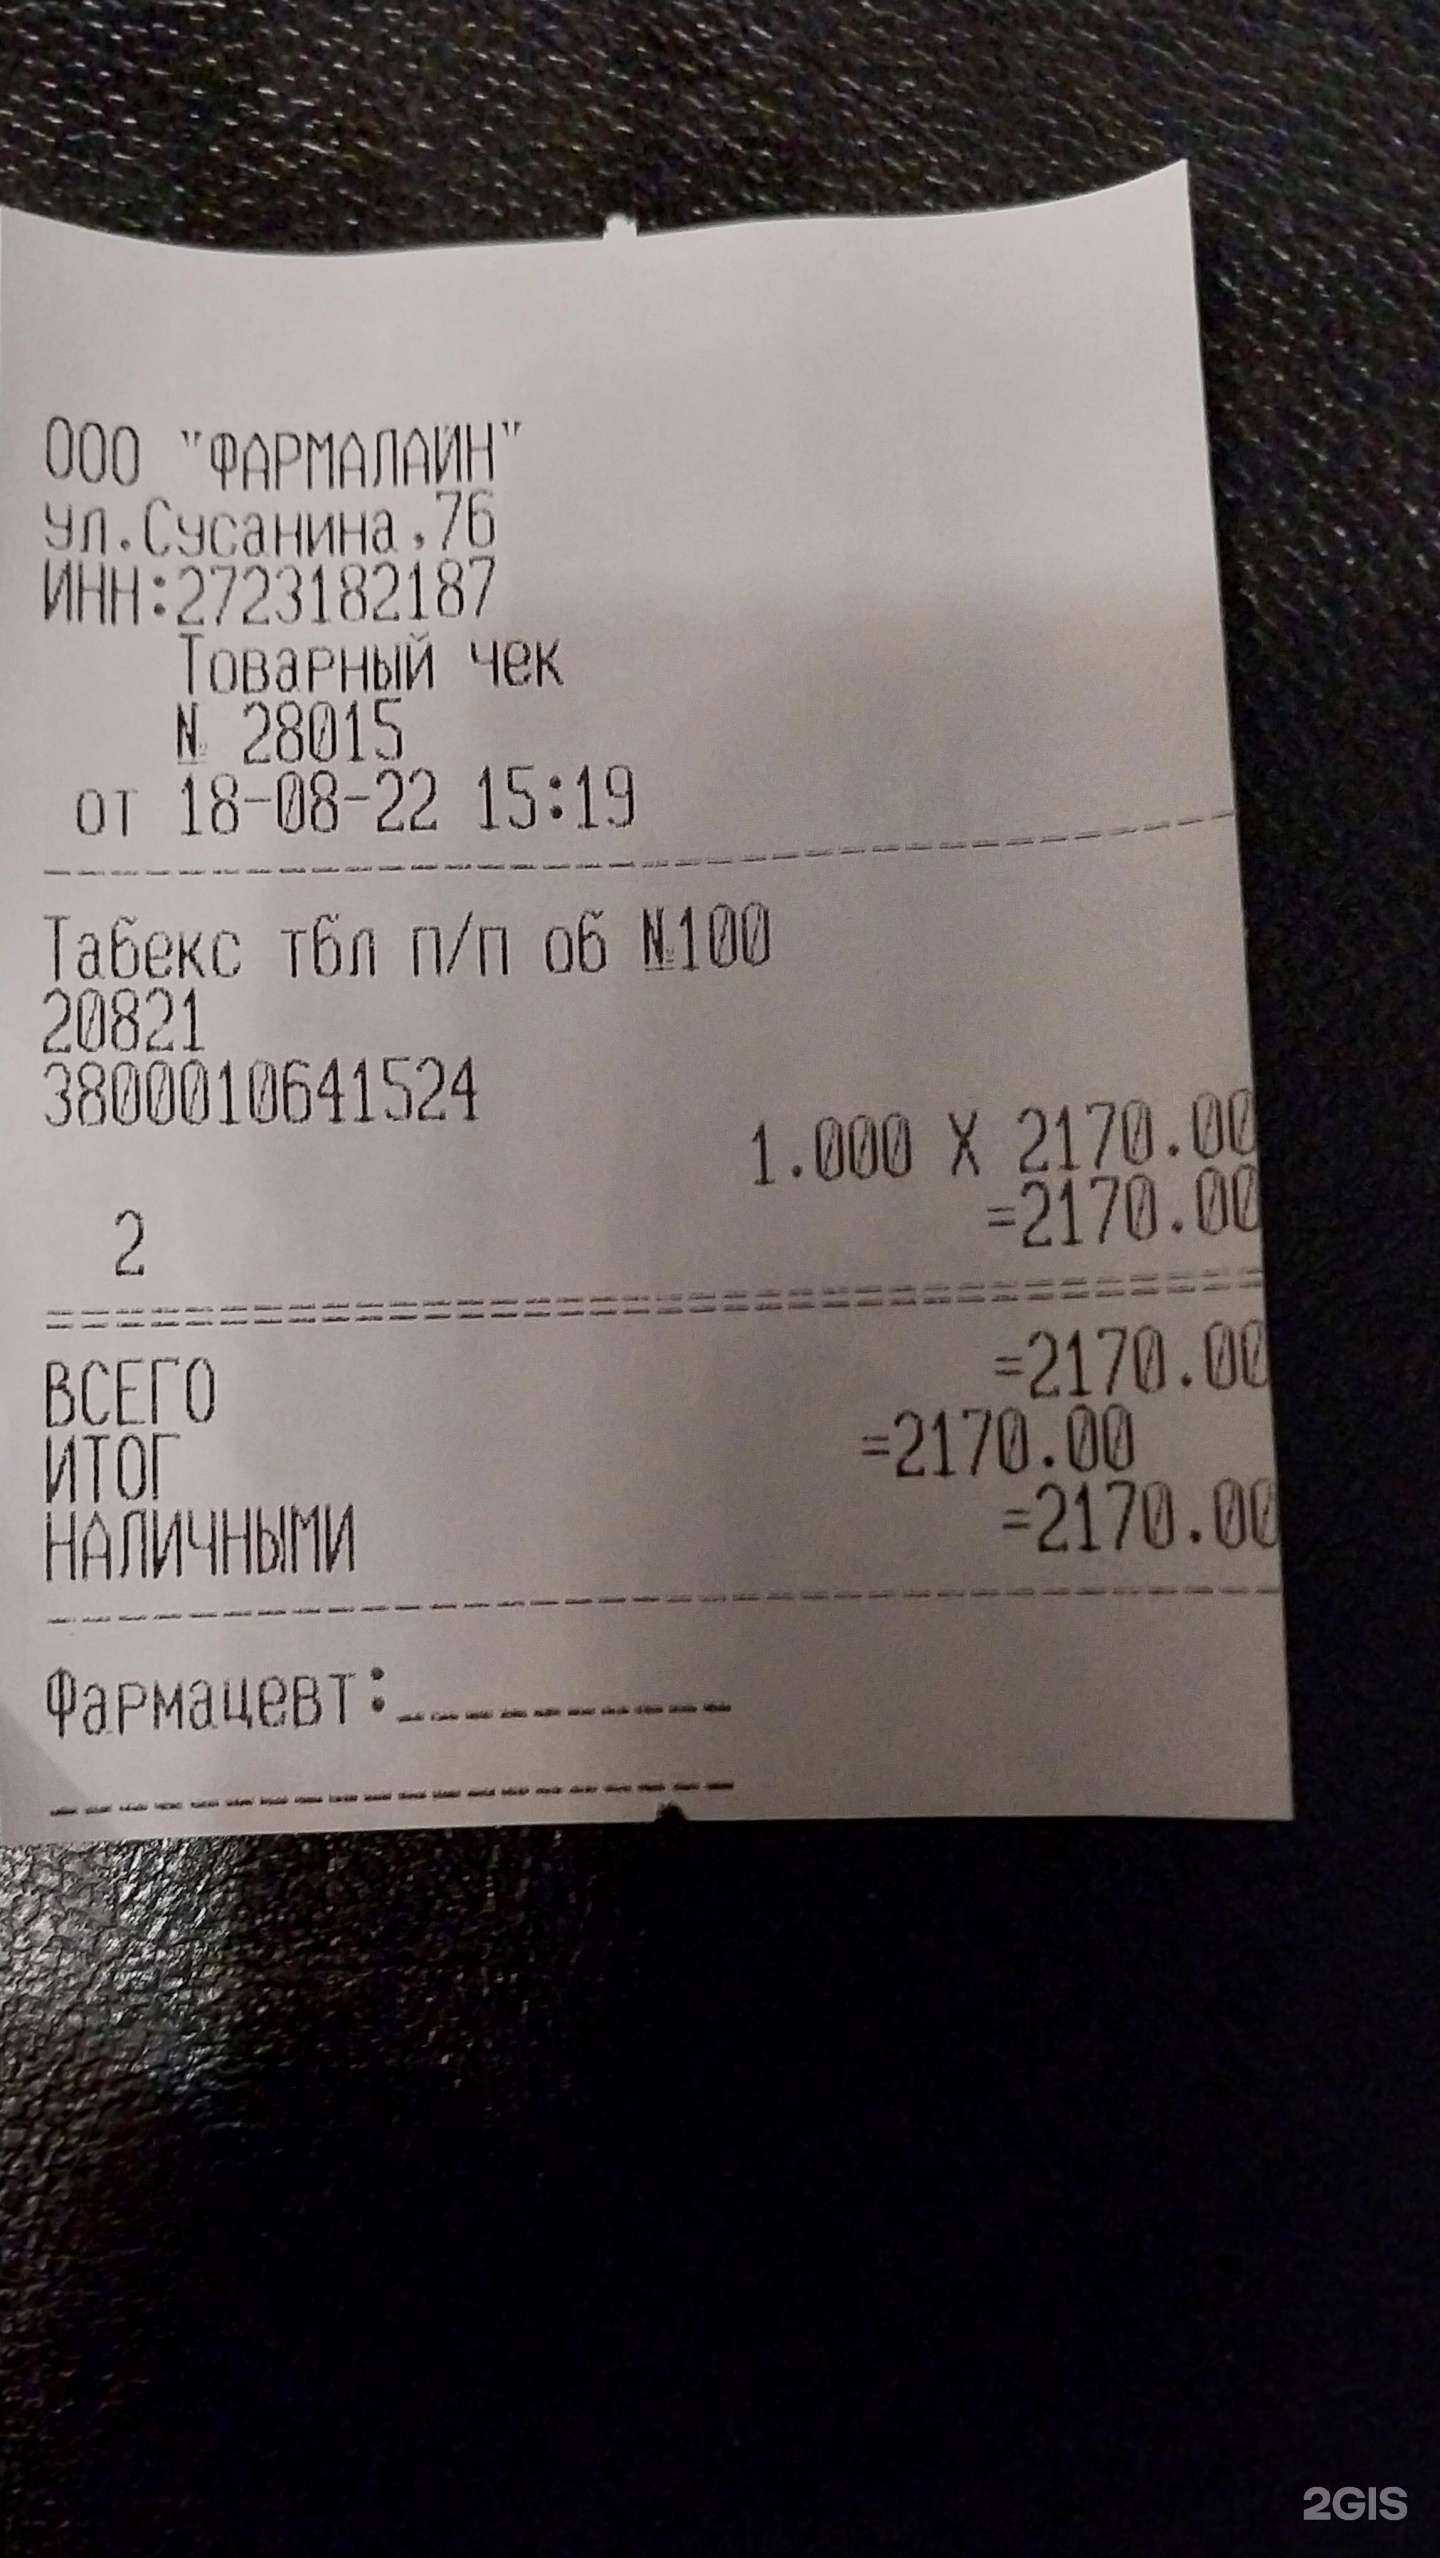 ООО "ФАРМАЛАЙН"
ул.Сусанина,76
ИНН:2723182187
Товарный чек
№ 28015
от 18-08-22 15:19
Табекс тбл п/п об №100
20821
3800010641524
1.000 X 2170.00
2 =2170.00
ВСЕГО =2170.00
ИТОГ =2170.00
НАЛИЧНЫМИ =2170.00
Фармацевт:
2GIS